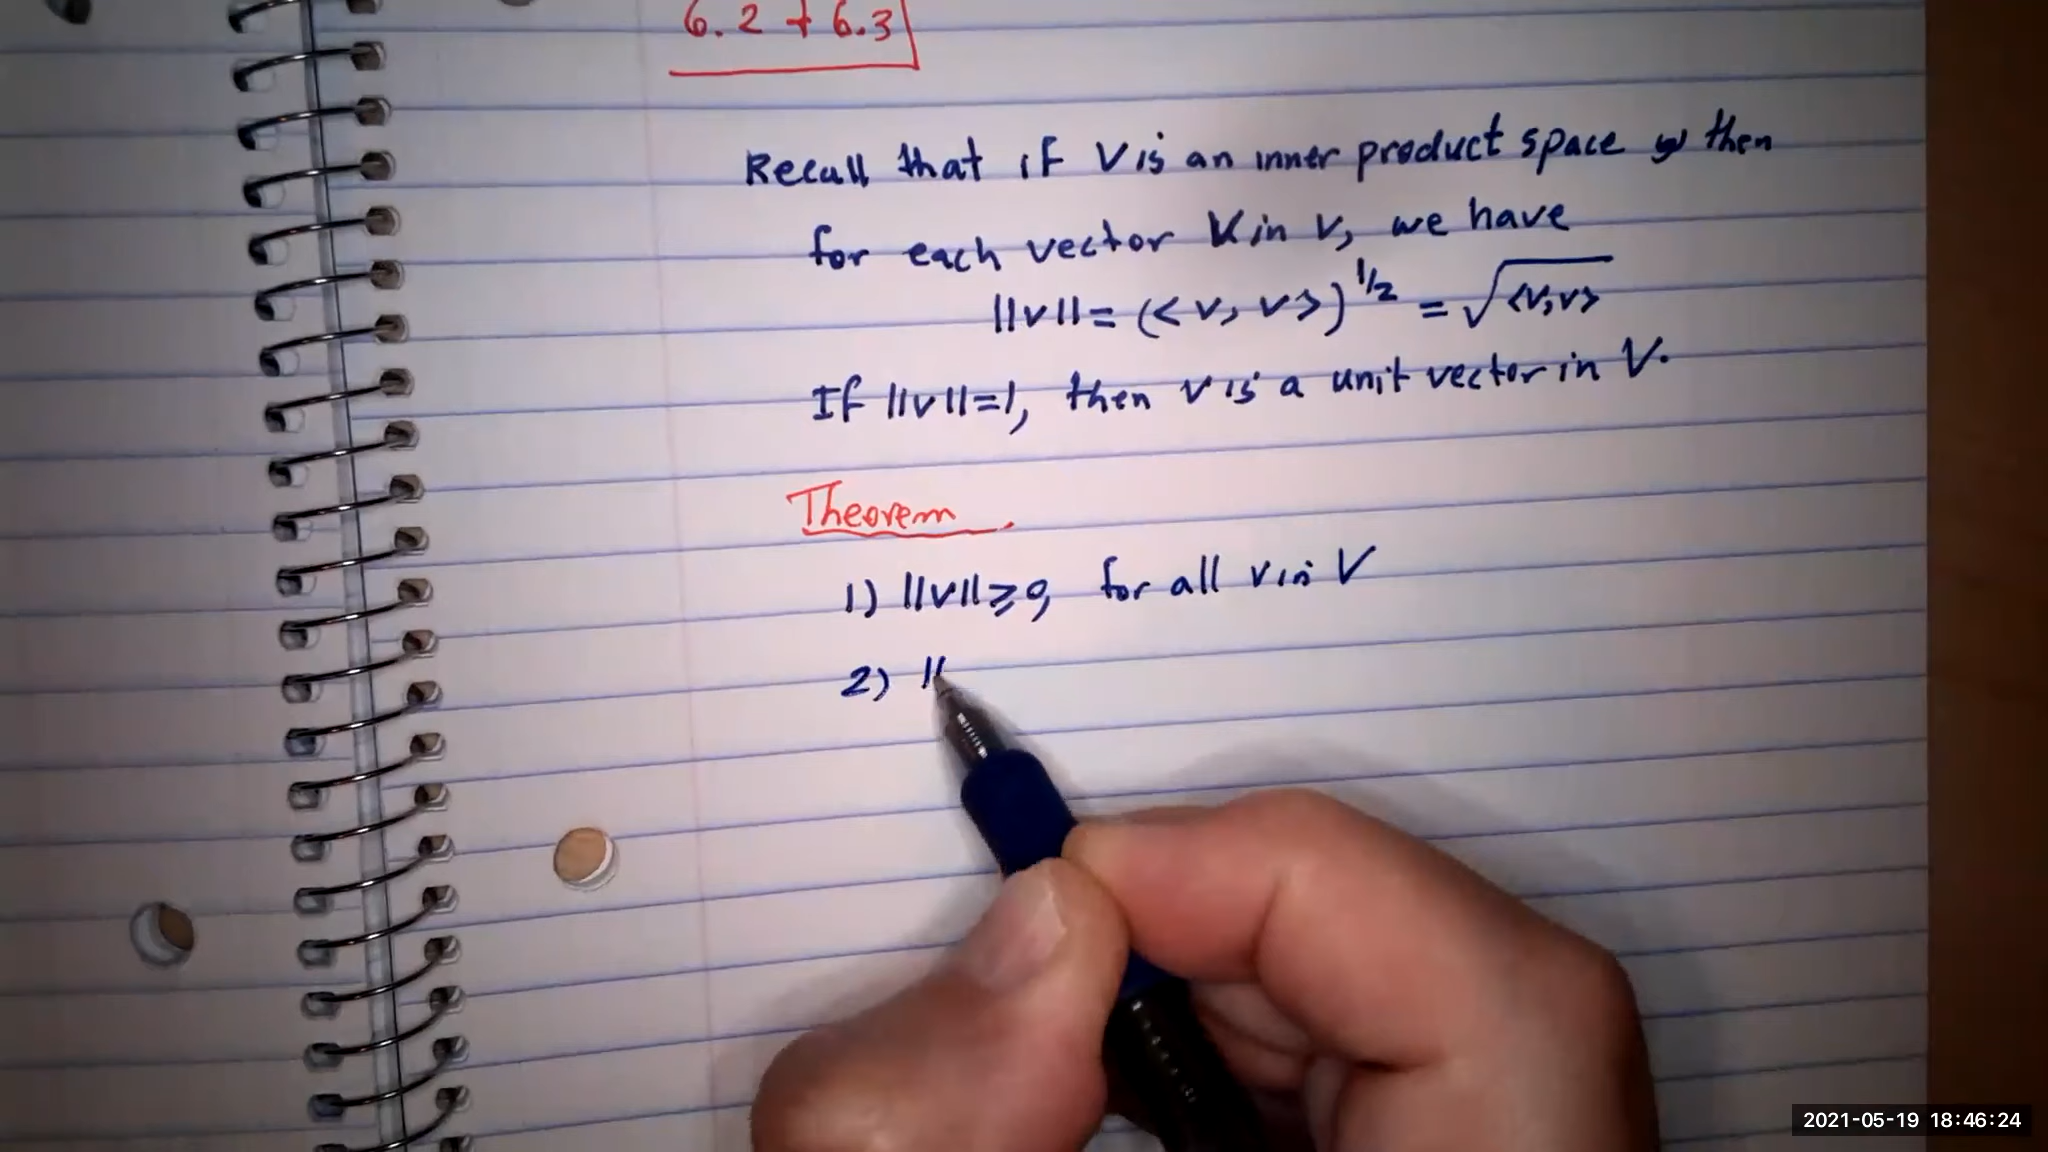 6.2 + 6.3
Recall that if V is an inner product space then
for each vector V in V, we have
||v|| = (<v, v>)^1/2 = √<v,v>
If ||v||=1, then v is a unit vector in V.
Theorem
1) ||v|| ≥ 0, for all v in V
2) ||
2021-05-19 18:46:24